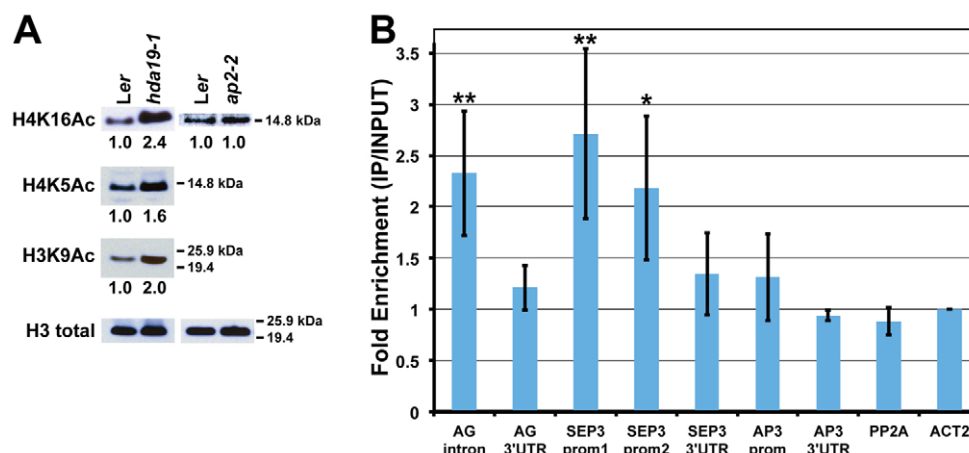 A
Ler
hda19-1
Ler
ap2-2
H4K16Ac
14.8 kDa
1.0 2.4 1.0 1.0
H4K5Ac
14.8 kDa
1.0 1.6
H3K9Ac
25.9 kDa
19.4
1.0 2.0
H3 total
25.9 kDa
19.4
B
Fold Enrichment (IP/INPUT)
3.5
3
2.5
2
1.5
1
0.5
0
**
**
*
AG intron
AG 3'UTR
SEP3 prom1
SEP3 prom2
SEP3 3'UTR
AP3 prom
AP3 3'UTR
PP2A
ACT2